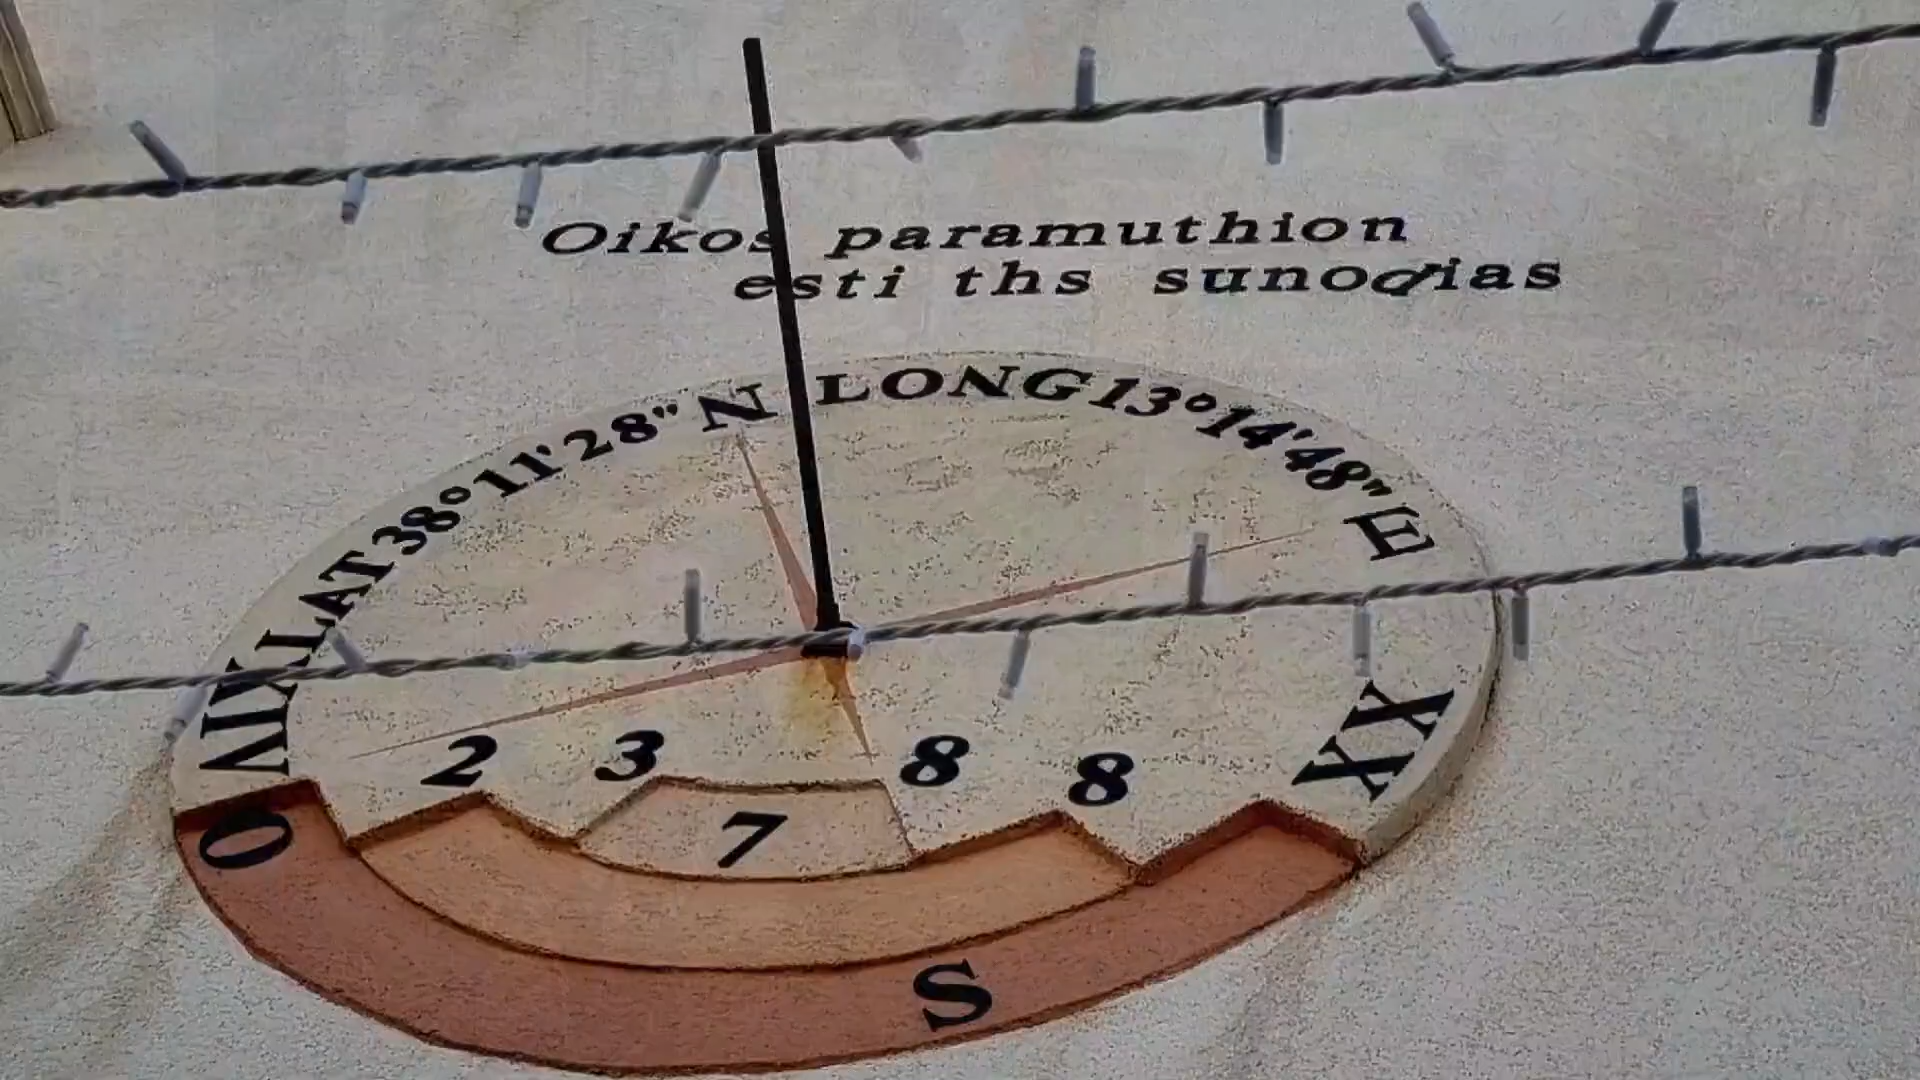 Oikos paramuthion
esti ths sunodias
LAT 38°11'28" N LONG 13°14'48" E
XIV XX
2 3 8 8
7
O
S